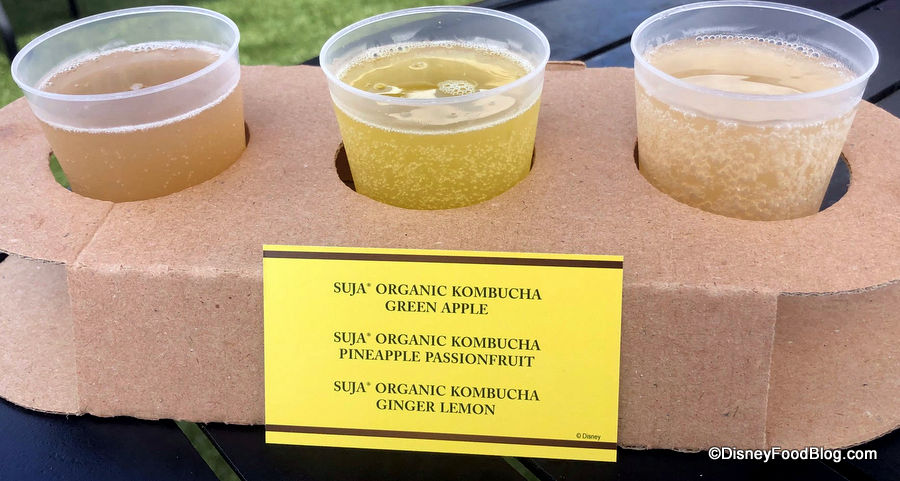 SUJA® ORGANIC KOMBUCHA
GREEN APPLE
SUJA® ORGANIC KOMBUCHA
PINEAPPLE PASSIONFRUIT
SUJA® ORGANIC KOMBUCHA
GINGER LEMON
© Disney
©DisneyFoodBlog.com